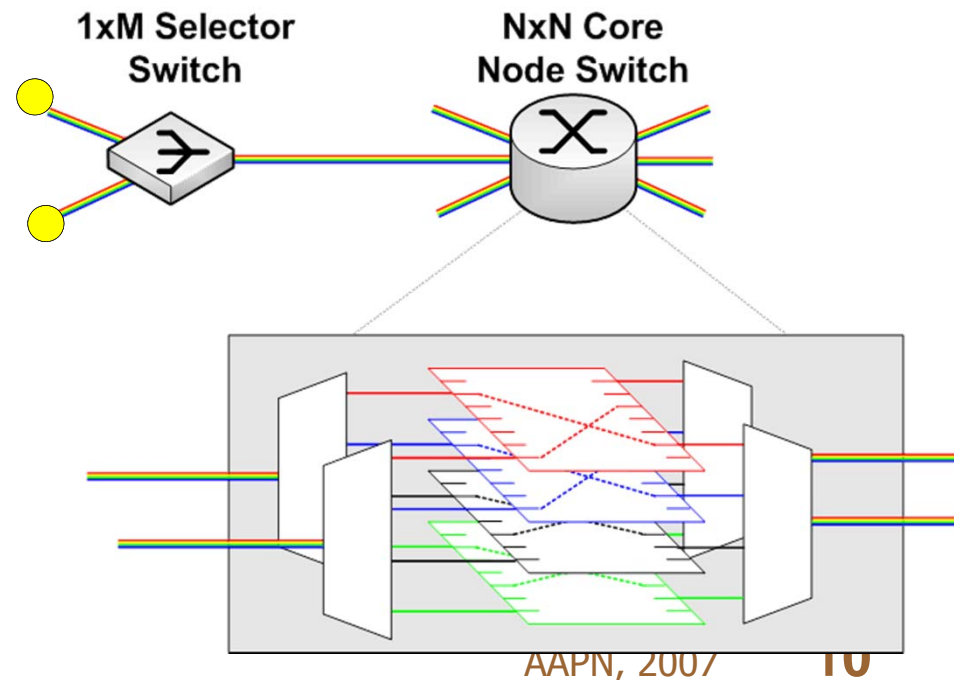 1xM Selector
Switch
NxN Core
Node Switch
AAPN, 2007
10